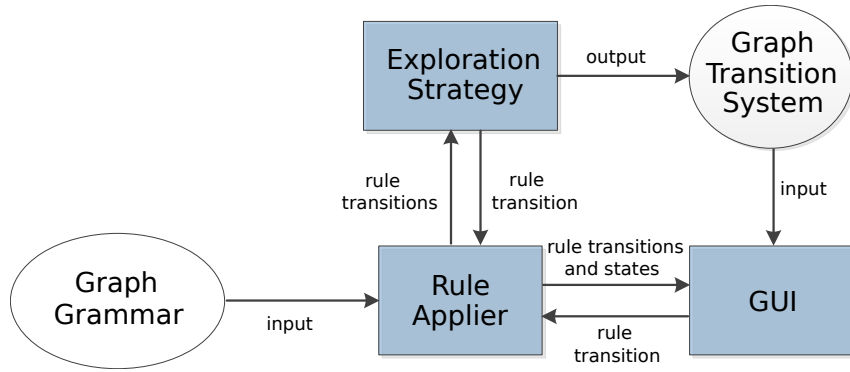 Exploration
Strategy
output
Graph
Transition
System
rule
transitions
rule
transition
input
Graph
Grammar
input
Rule
Applier
rule transitions
and states
rule
transition
GUI